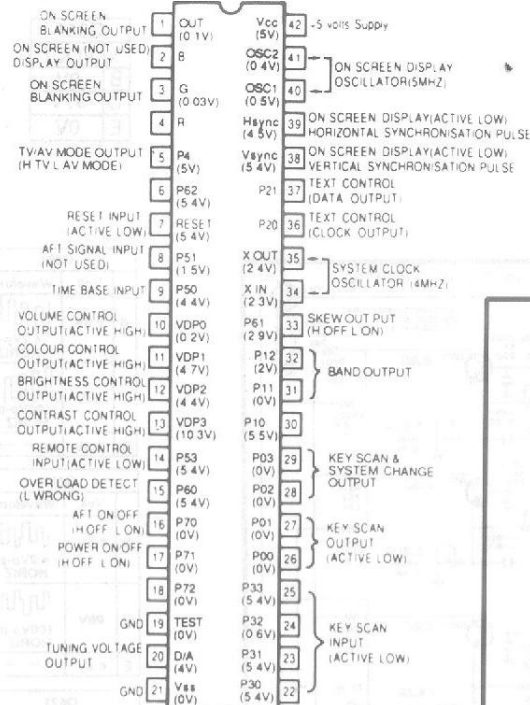 ON SCREEN
BLANKING OUTPUT 1 OUT
(0 1V)
ON SCREEN (NOT USED)
DISPLAY OUTPUT 2 B
ON SCREEN
BLANKING OUTPUT 3 G
(0 03V)
4 R
TV/AV MODE OUTPUT
(H TV L AV MODE) 5 P4
(5V)
6 P62
(5 4V)
RESET INPUT
(ACTIVE LOW) 7 RESET
(5 4V)
AFT SIGNAL INPUT
(NOT USED) 8 P51
(1 5V)
TIME BASE INPUT 9 P50
(4 4V)
VOLUME CONTROL
OUTPUT(ACTIVE HIGH) 10 VDP0
(0 2V)
COLOUR CONTROL
OUTPUT(ACTIVE HIGH) 11 VDP1
(4 7V)
BRIGHTNESS CONTROL
OUTPUT(ACTIVE HIGH) 12 VDP2
(4 4V)
CONTRAST CONTROL
OUTPUT(ACTIVE HIGH) 13 VDP3
(10 3V)
REMOTE CONTROL
INPUT(ACTIVE LOW) 14 P53
(5 4V)
OVER LOAD DETECT
(L WRONG) 15 P60
(5 4V)
AFT ON OFF
(H OFF L ON) 16 P70
(0V)
POWER ON OFF
(H OFF L ON) 17 P71
(0V)
18 P72
(0V)
GND 19 TEST
(0V)
TUNING VOLTAGE
OUTPUT 20 D/A
(4V)
GND 21 Vss
(0V)
Vcc 42 -5 volts Supply
(5V)
OSC2 41
(0 4V)
ON SCREEN DISPLAY
OSCILLATOR(5MHZ)
OSC1 40
(0 5V)
Hsync 39 ON SCREEN DISPLAY(ACTIVE LOW)
(4 5V) HORIZONTAL SYNCHRONISATION PULSE
Vsync 38 ON SCREEN DISPLAY(ACTIVE LOW)
(5 4V) VERTICAL SYNCHRONISATION PULSE
P21 37 TEXT CONTROL
(DATA OUTPUT)
P20 36 TEXT CONTROL
(CLOCK OUTPUT)
X OUT 35
(2 4V)
SYSTEM CLOCK
OSCILLATOR (4MHZ)
X IN 34
(2 3V)
P61 33 SKEW OUT PUT
(2 9V) (H OFF L ON)
P12 32
(2V)
BAND OUTPUT
P11 31
(0V)
P10 30
(5 5V)
P03 29 KEY SCAN &
(0V) SYSTEM CHANGE
P02 28 OUTPUT
(0V)
P01 27 KEY SCAN
(0V) OUTPUT
P00 26 (ACTIVE LOW)
(0V)
P33 25
(5 4V)
P32 24 KEY SCAN
(0 6V) INPUT
P31 23 (ACTIVE LOW)
(5 4V)
P30 22
(5 4V)